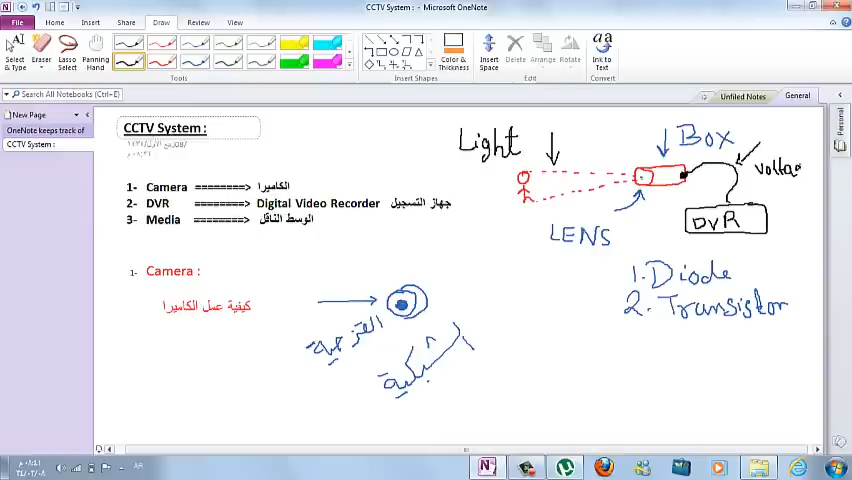 CCTV System : - Microsoft OneNote
File Home Insert Share Draw Review View
Select & Type Eraser Lasso Select Panning Hand Color & Thickness Insert Space Delete Arrange Rotate Ink to Text
Tools Insert Shapes Edit Convert
Search All Notebooks (Ctrl+E) Unfiled Notes General
New Page
OneNote keeps track of
CCTV System :
Personal
CCTV System :
1- Camera ========> الكاميرا
2- DVR ========> Digital Video Recorder جهاز التسجيل
3- Media ========> الوسط الناقل
Light
Box
voltage
DVR
LENS
1- Camera :
كيفية عمل الكاميرا
1. Diode
2. Transistor
القزحية
الشبكية
AR